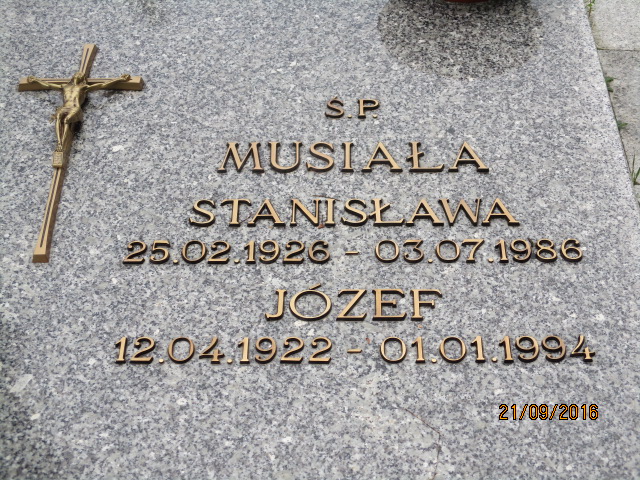 S.P.
MUSIAŁA
STANISŁAWA
25.02.1926 - 03.07.1986
JÓZEF
12.04.1922 - 01.01.1994
21/09/2016